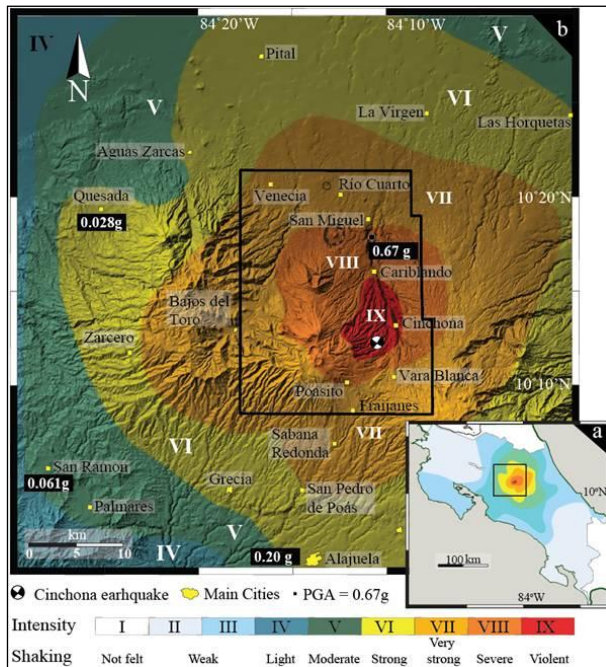 84°20'
84°10'
b
IV
V
V
N
Pital
VI
La Virgen
Las Horquetas
V
Aguas Zarcas
10°20'N
Quesada
0.028g
Venecia
Río Cuarto
VII
San Miguel
0.67 g
VIII
Cariblando
Bajos del
Toro
IX
Cinchona
Zarcero
Vara Blanca
10°10'N
Poasito
Fraijanes
VI
Sabana
Redonda
VII
San Ramón
0.061g
Grecia
San Pedro
de Poás
Palmares
V
km
0 5 10
IV
0.20 g
Alajuela
a
10°N
100 km
84°W
Cinchona earhquake
Main Cities
PGA = 0.67g
Intensity I II III IV V VI VII VIII IX
Shaking Not felt Weak Light Moderate Strong Very strong Severe Violent